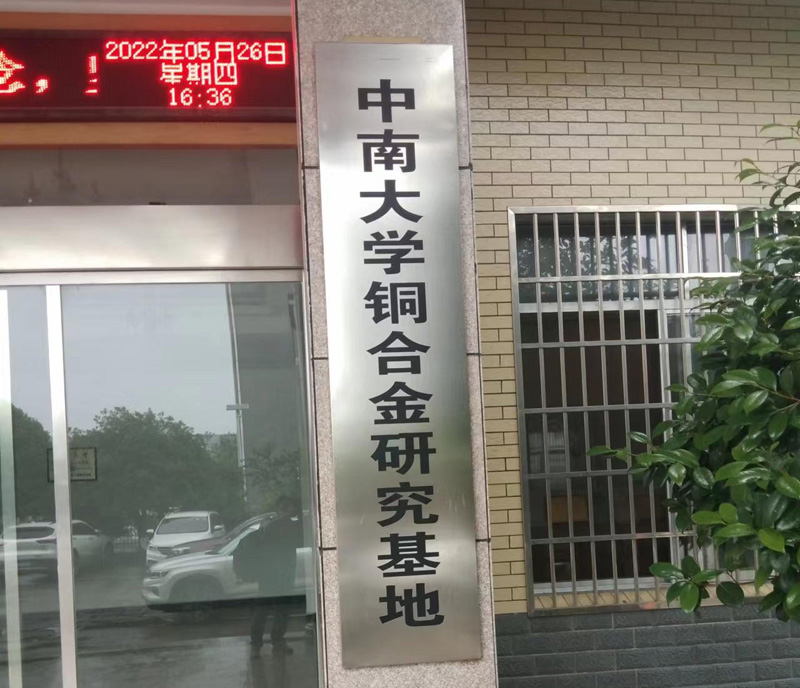 念，
2022年05月26日
星期四
16:36
中南大学铜合金研究基地